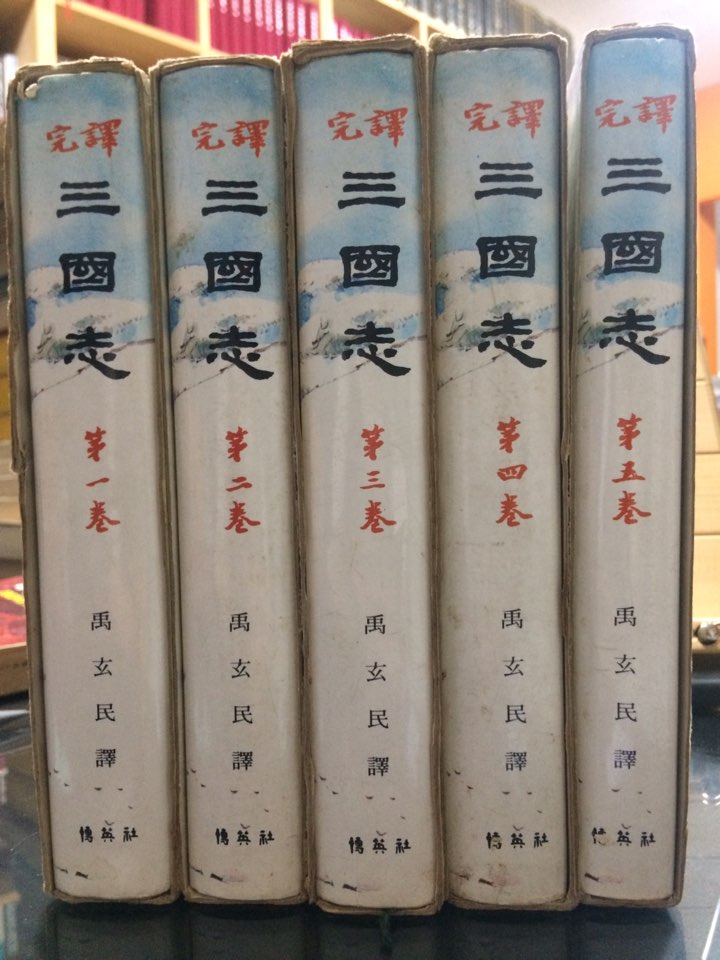 完譯
三國志
第一卷
禹玄民譯
博英社
完譯
三國志
第二卷
禹玄民譯
博英社
完譯
三國志
第三卷
禹玄民譯
博英社
完譯
三國志
第四卷
禹玄民譯
博英社
完譯
三國志
第五卷
禹玄民譯
博英社